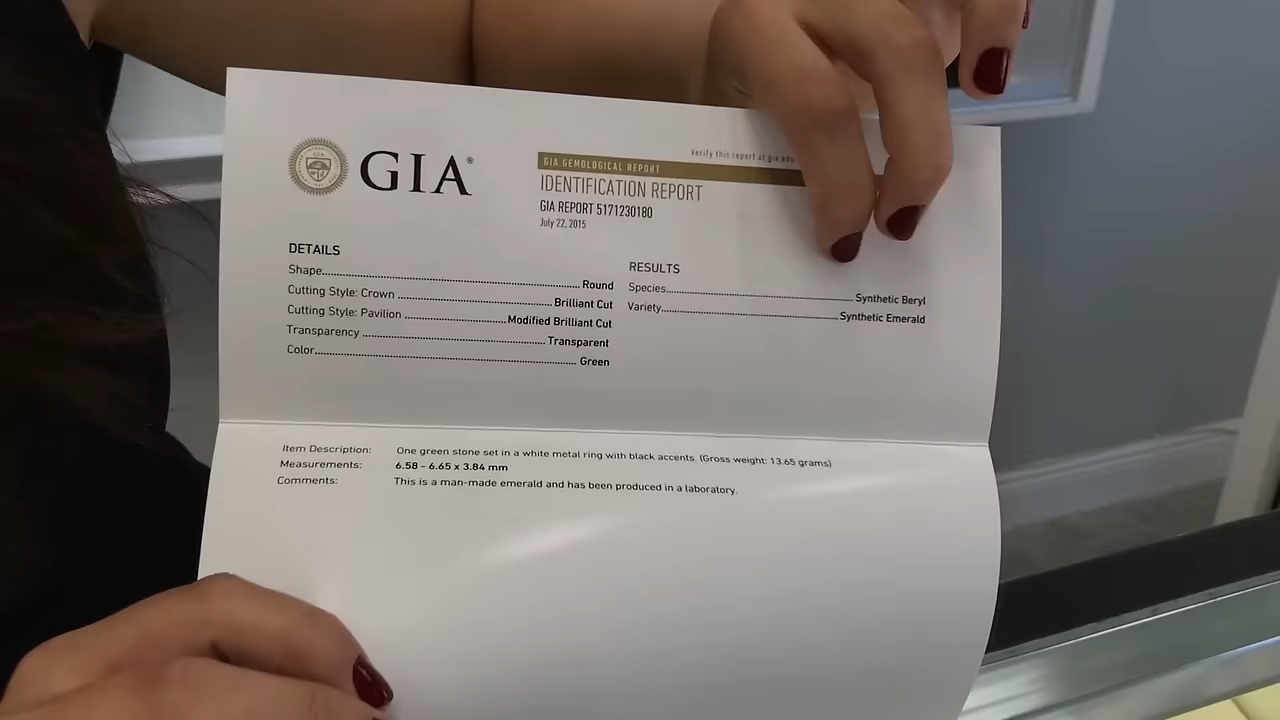 GIA®
Verify this report at gia.edu
GIA GEMOLOGICAL REPORT
IDENTIFICATION REPORT
GIA REPORT 5171230180
July 22, 2015
DETAILS
Shape.....Round
Cutting Style: Crown.....Brilliant Cut
Cutting Style: Pavilion.....Modified Brilliant Cut
Transparency.....Transparent
Color.....Green
RESULTS
Species.....Synthetic Beryl
Variety.....Synthetic Emerald
Item Description: One green stone set in a white metal ring with black accents. (Gross weight: 13.65 grams)
Measurements: 6.58 - 6.65 x 3.84 mm
Comments: This is a man-made emerald and has been produced in a laboratory.